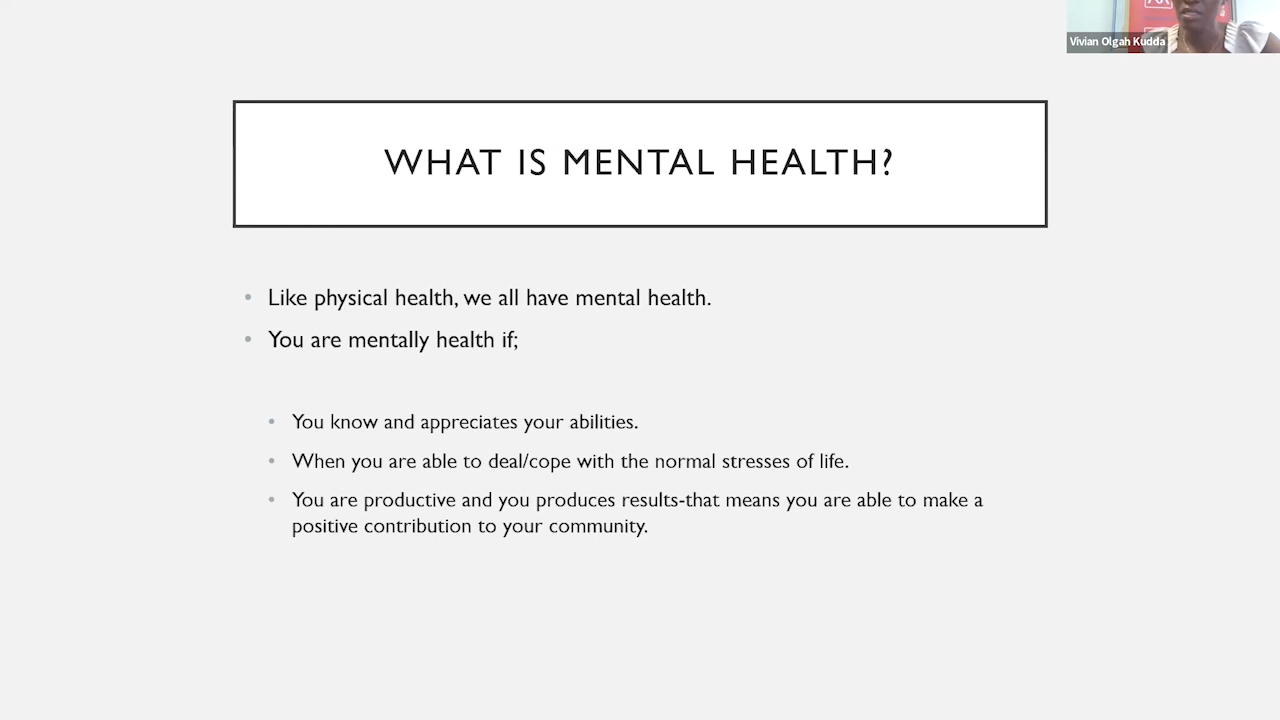 Vivian Olgah Kudda
WHAT IS MENTAL HEALTH?
• Like physical health, we all have mental health.
• You are mentally health if;
• You know and appreciates your abilities.
• When you are able to deal/cope with the normal stresses of life.
• You are productive and you produces results-that means you are able to make a
positive contribution to your community.